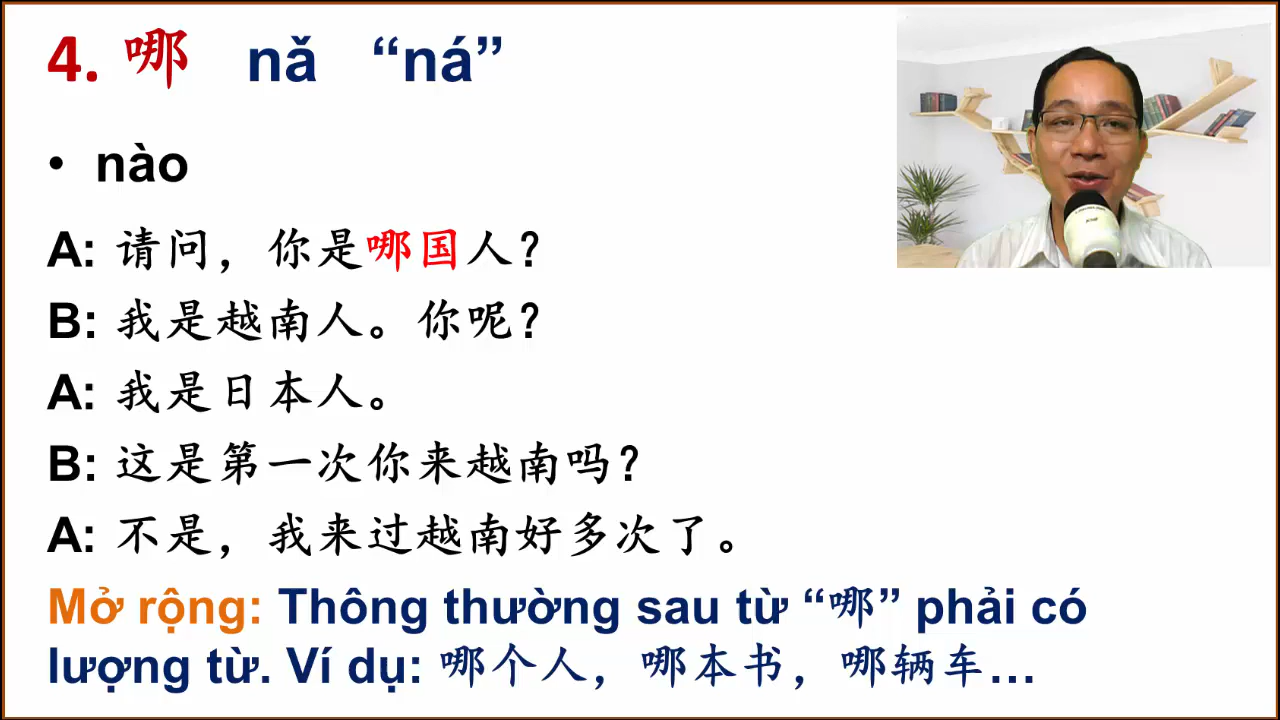 4. 哪 nǎ “ná”
• nào
A: 请问，你是哪国人？
B: 我是越南人。你呢？
A: 我是日本人。
B: 这是第一次你来越南吗？
A: 不是，我来过越南好多次了。
Mở rộng: Thông thường sau từ “哪” phải có
lượng từ. Ví dụ: 哪个人，哪本书，哪辆车…